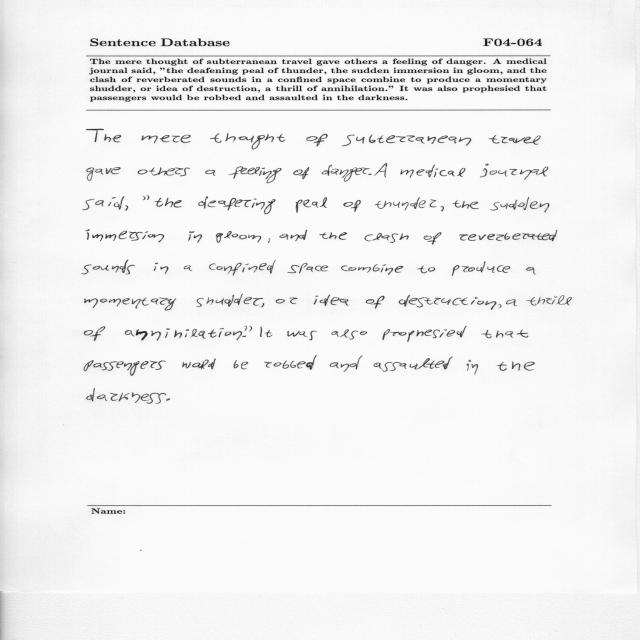 Sentence Database F04-064
The mere thought of subterranean travel gave others a feeling of danger. A medical
journal said, "the deafening peal of thunder, the sudden immersion in gloom, and the
clash of reverberated sounds in a confined space combine to produce a momentary
shudder, or idea of destruction, a thrill of annihilation." It was also prophesied that
passengers would be robbed and assaulted in the darkness.
The mere thought of subterranean travel
gave others a feeling of danger. A medical journal
said, "the deafering peal of thunder, the sudden
immersion in gloom, and the clash of reverberated
sounds in a confined space combine to produce a
momentary shudder, or idea of destruction, a thrill
of annihilation." It was also prophesied that
passengers would be robbed and assaulted in the
darkness.
Name: